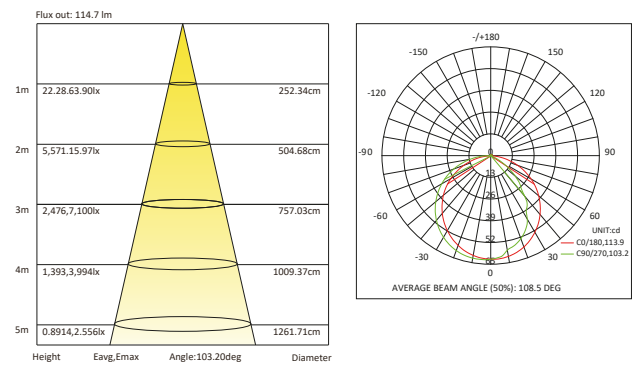 Flux out: 114.7 lm
1m 22.28.63.90lx 252.34cm
2m 5,571.15.97lx 504.68cm
3m 2,476,7,100lx 757.03cm
4m 1,393,3,994lx 1009.37cm
5m 0.8914,2.556lx 1261.71cm
Height Eavg,Emax Angle:103.20deg Diameter
-/+180
-150 150
-120 120
-90 0 90
13
26
-60 39 60
52
-30 65 30
0
UNIT:cd
C0/180,113.9
C90/270,103.2
AVERAGE BEAM ANGLE (50%): 108.5 DEG